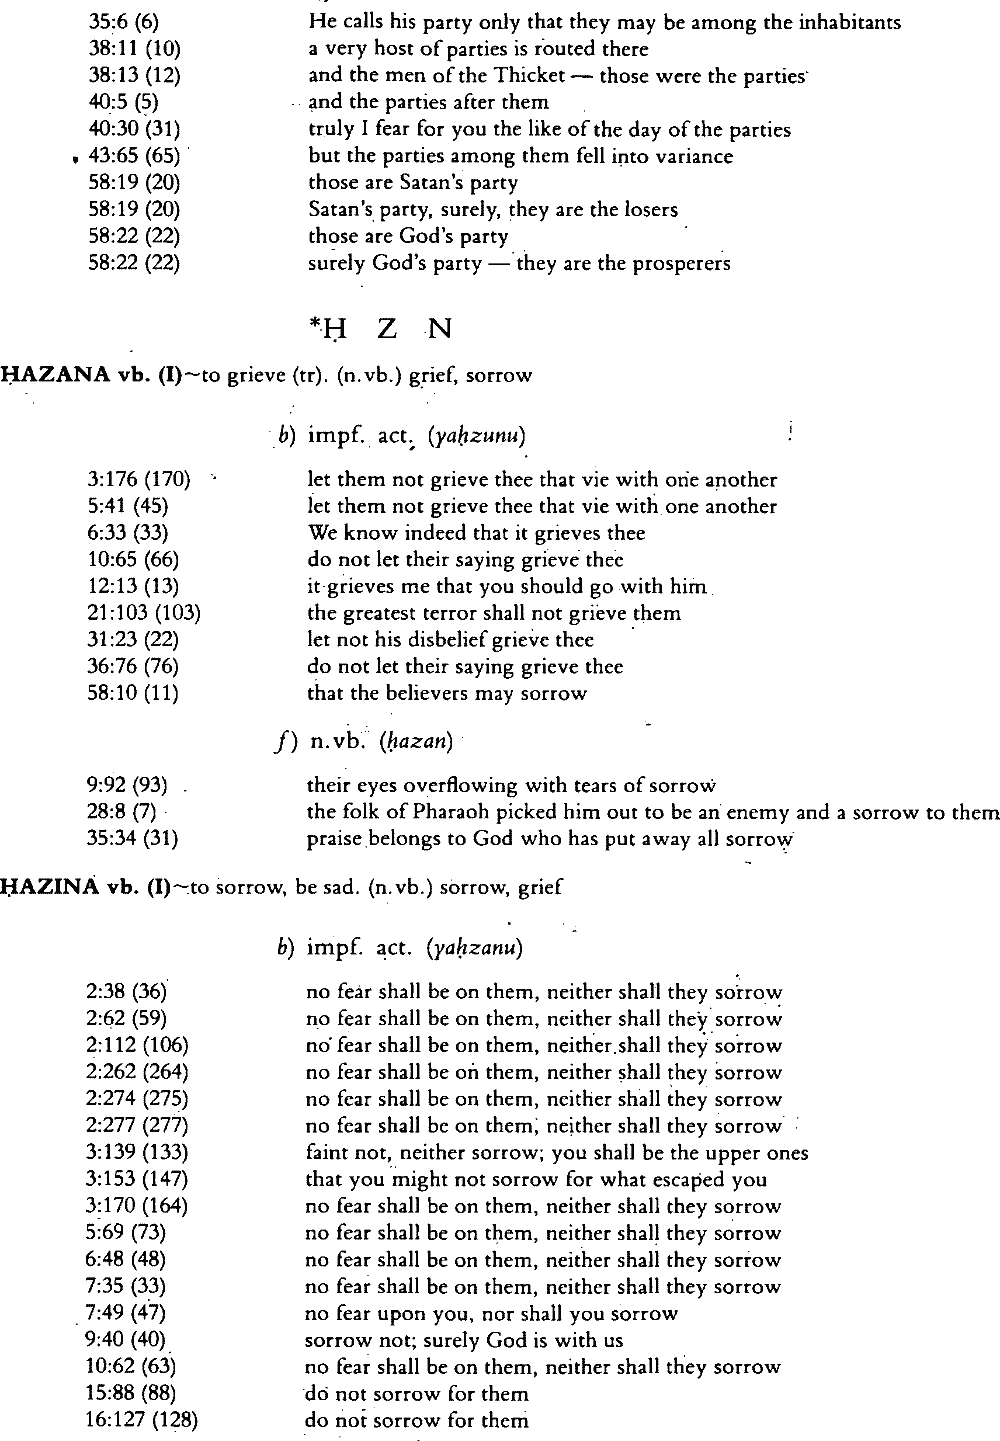 35:6 (6) He calls his party only that they may be among the inhabitants
38:11 (10) a very host of parties is routed there
38:13 (12) and the men of the Thicket — those were the parties
40:5 (5) and the parties after them
40:30 (31) truly I fear for you the like of the day of the parties
43:65 (65) but the parties among them fell into variance
58:19 (20) those are Satan's party
58:19 (20) Satan's party, surely, they are the losers
58:22 (22) those are God's party
58:22 (22) surely God's party — they are the prosperers
*Ḥ Z N
ḤAZANA vb. (I)~to grieve (tr). (n.vb.) grief, sorrow
b) impf. act. (yaḥzunu)
3:176 (170) let them not grieve thee that vie with one another
5:41 (45) let them not grieve thee that vie with one another
6:33 (33) We know indeed that it grieves thee
10:65 (66) do not let their saying grieve thee
12:13 (13) it grieves me that you should go with him
21:103 (103) the greatest terror shall not grieve them
31:23 (22) let not his disbelief grieve thee
36:76 (76) do not let their saying grieve thee
58:10 (11) that the believers may sorrow
f) n.vb. (ḥazan)
9:92 (93) their eyes overflowing with tears of sorrow
28:8 (7) the folk of Pharaoh picked him out to be an enemy and a sorrow to them
35:34 (31) praise belongs to God who has put away all sorrow
ḤAZINA vb. (I)~to sorrow, be sad. (n.vb.) sorrow, grief
b) impf. act. (yaḥzanu)
2:38 (36) no fear shall be on them, neither shall they sorrow
2:62 (59) no fear shall be on them, neither shall they sorrow
2:112 (106) no fear shall be on them, neither shall they sorrow
2:262 (264) no fear shall be on them, neither shall they sorrow
2:274 (275) no fear shall be on them, neither shall they sorrow
2:277 (277) no fear shall be on them, neither shall they sorrow
3:139 (133) faint not, neither sorrow; you shall be the upper ones
3:153 (147) that you might not sorrow for what escaped you
3:170 (164) no fear shall be on them, neither shall they sorrow
5:69 (73) no fear shall be on them, neither shall they sorrow
6:48 (48) no fear shall be on them, neither shall they sorrow
7:35 (33) no fear shall be on them, neither shall they sorrow
7:49 (47) no fear upon you, nor shall you sorrow
9:40 (40) sorrow not; surely God is with us
10:62 (63) no fear shall be on them, neither shall they sorrow
15:88 (88) do not sorrow for them
16:127 (128) do not sorrow for them